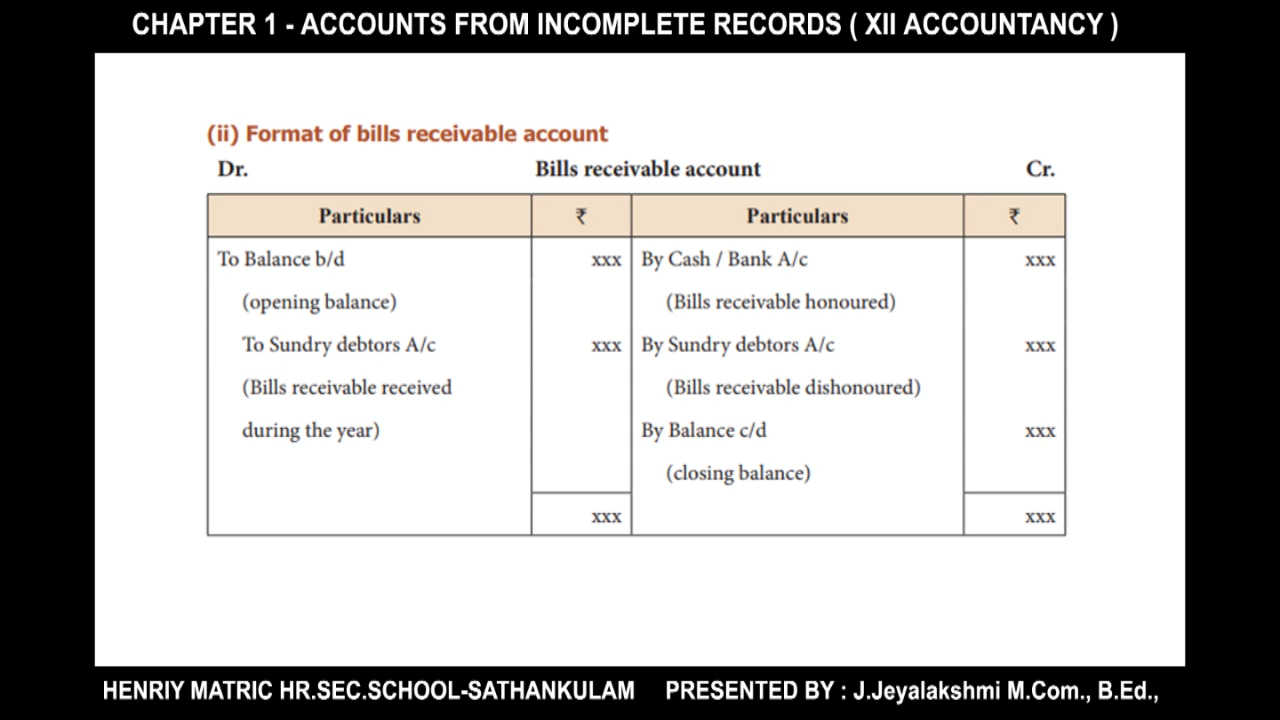 CHAPTER 1 - ACCOUNTS FROM INCOMPLETE RECORDS ( XII ACCOUNTANCY )
(ii) Format of bills receivable account
Dr. Bills receivable account Cr.
Particulars ₹ Particulars ₹
To Balance b/d xxx By Cash / Bank A/c xxx
(opening balance) (Bills receivable honoured)
To Sundry debtors A/c xxx By Sundry debtors A/c xxx
(Bills receivable received (Bills receivable dishonoured)
during the year) By Balance c/d xxx
(closing balance)
xxx xxx
HENRIY MATRIC HR.SEC.SCHOOL-SATHANKULAM PRESENTED BY : J.Jeyalakshmi M.Com., B.Ed.,